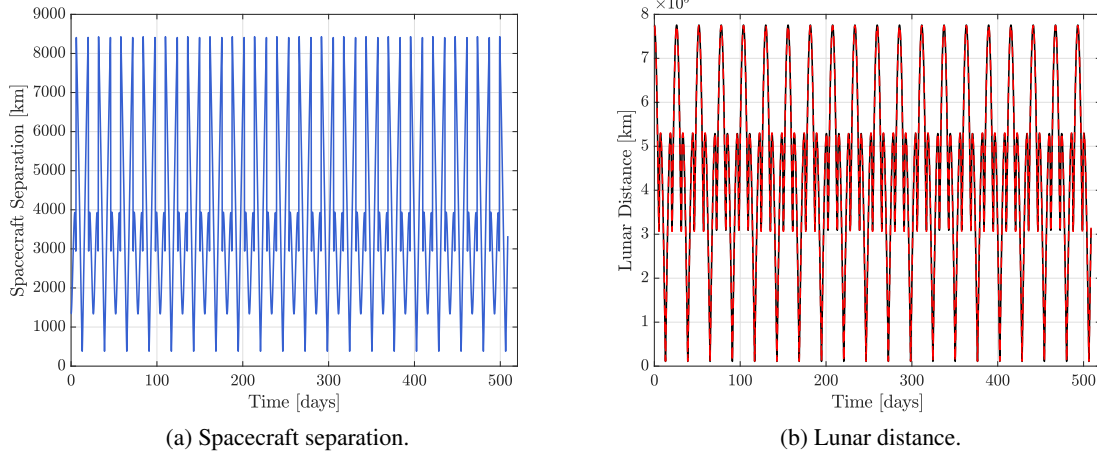 9000
8000
7000
6000
5000
4000
3000
2000
1000
0
Spacecraft Separation [km]
0 100 200 300 400 500
Time [days]
(a) Spacecraft separation.
8
7
6
5
4
3
2
1
0
Lunar Distance [km]
0 100 200 300 400 500
Time [days]
(b) Lunar distance.